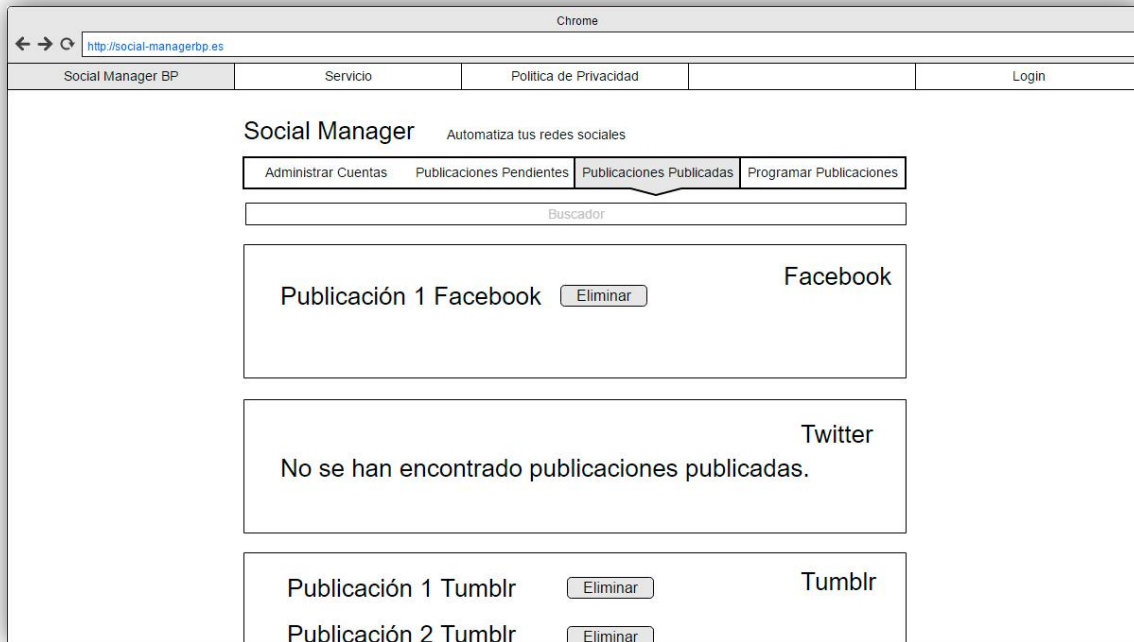 Chrome
http://social-managerbp.es
Social Manager BP Servicio Politica de Privacidad Login
Social Manager Automatiza tus redes sociales
Administrar Cuentas Publicaciones Pendientes Publicaciones Publicadas Programar Publicaciones
Buscador
Facebook
Publicación 1 Facebook Eliminar
Twitter
No se han encontrado publicaciones publicadas.
Publicación 1 Tumblr Eliminar Tumblr
Publicación 2 Tumblr Eliminar